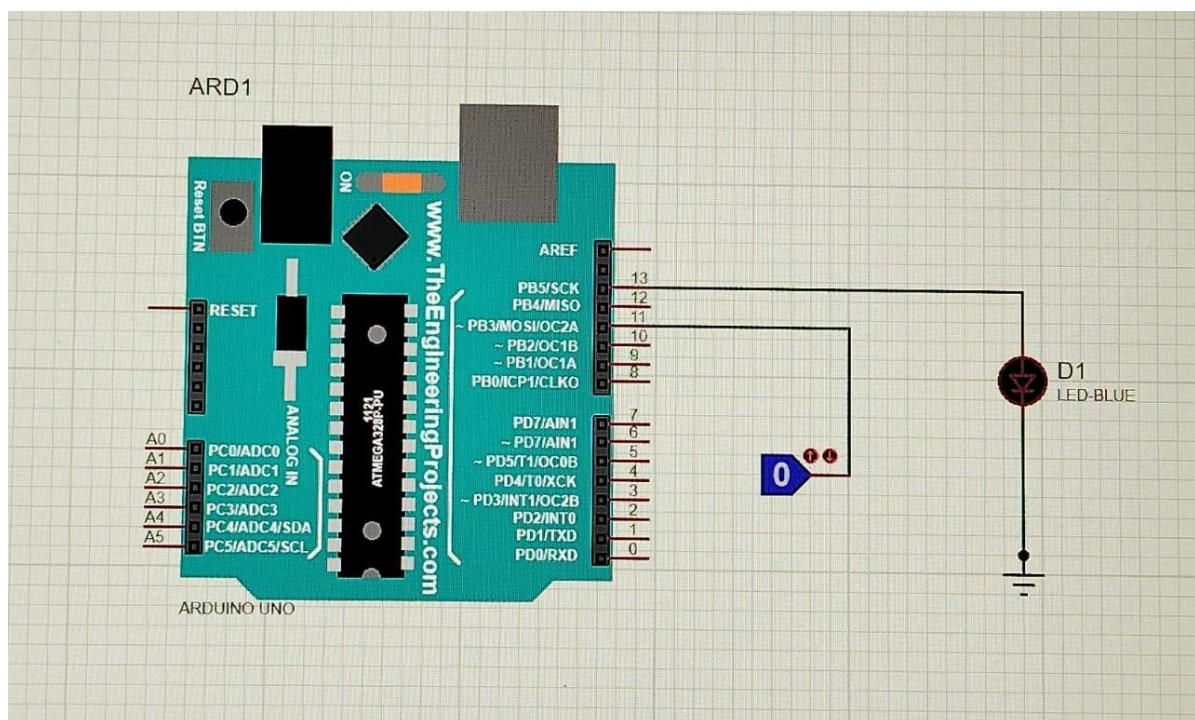 ARD1
Reset BTN
ON
www.TheEngineeringProjects.com
RESET
ANALOG IN
1121
ATMEGA328P-PU
A0 PC0/ADC0
A1 PC1/ADC1
A2 PC2/ADC2
A3 PC3/ADC3
A4 PC4/ADC4/SDA
A5 PC5/ADC5/SCL
AREF
PB5/SCK 13
PB4/MISO 12
~ PB3/MOSI/OC2A 11
~ PB2/OC1B 10
~ PB1/OC1A 9
PB0/ICP1/CLKO 8
PD7/AIN1 7
~ PD7/AIN1 6
~ PD5/T1/OC0B 5
PD4/T0/XCK 4
~ PD3/INT1/OC2B 3
PD2/INT0 2
PD1/TXD 1
PD0/RXD 0
0
D1
LED-BLUE
ARDUINO UNO